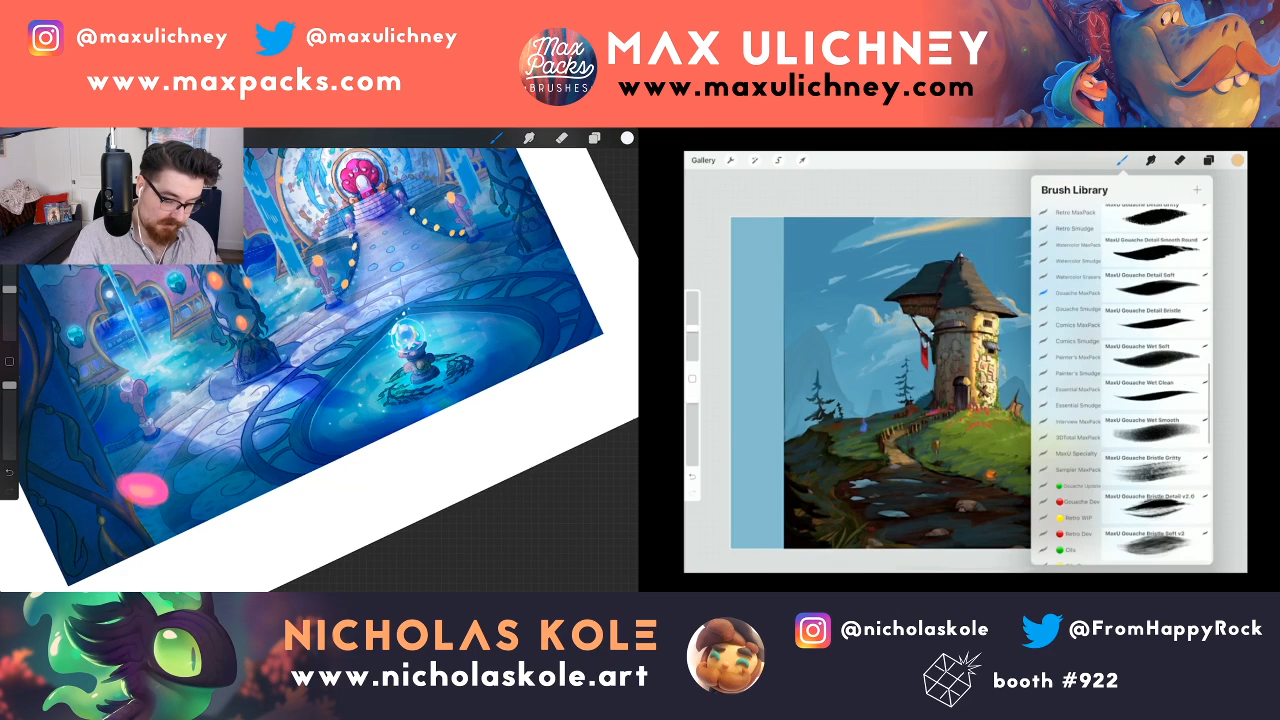 @maxulichney
@maxulichney
www.maxpacks.com
Max
Packs
BRUSHES
MAX ULICHNEY
www.maxulichney.com
Gallery
Brush Library
Retro MaxPack
Retro Smudge
Watercolor MaxPack
Watercolor Smudge
Watercolor Erasers
Gouache MaxPack
Gouache Smudge
Comics MaxPack
Comics Smudge
Painter's MaxPack
Painter's Smudge
Essential MaxPack
Essential Smudge
Interview MaxPack
3DTotal MaxPack
MaxU Specialty
Sampler MaxPack
Gouache Update
Gouache Dev
Retro WIP
Retro Dev
Oils
MaxU Gouache Detail Gritty
MaxU Gouache Detail Smooth Round
MaxU Gouache Detail Soft
MaxU Gouache Detail Bristle
MaxU Gouache Wet Soft
MaxU Gouache Wet Clean
MaxU Gouache Wet Smooth
MaxU Gouache Bristle Gritty
MaxU Gouache Bristle Detail v2.0
MaxU Gouache Bristle Soft v2
NICHOLAS KOLE
www.nicholaskole.art
@nicholaskole
@FromHappyRock
booth #922